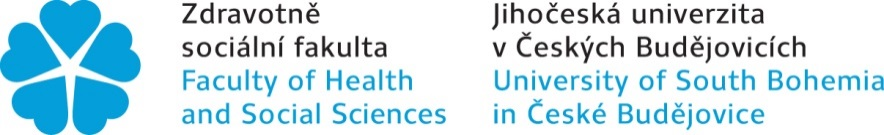 Zdravotně
sociální fakulta
Faculty of Health
and Social Sciences
Jihočeská univerzita
v Českých Budějovicích
University of South Bohemia
in České Budějovice